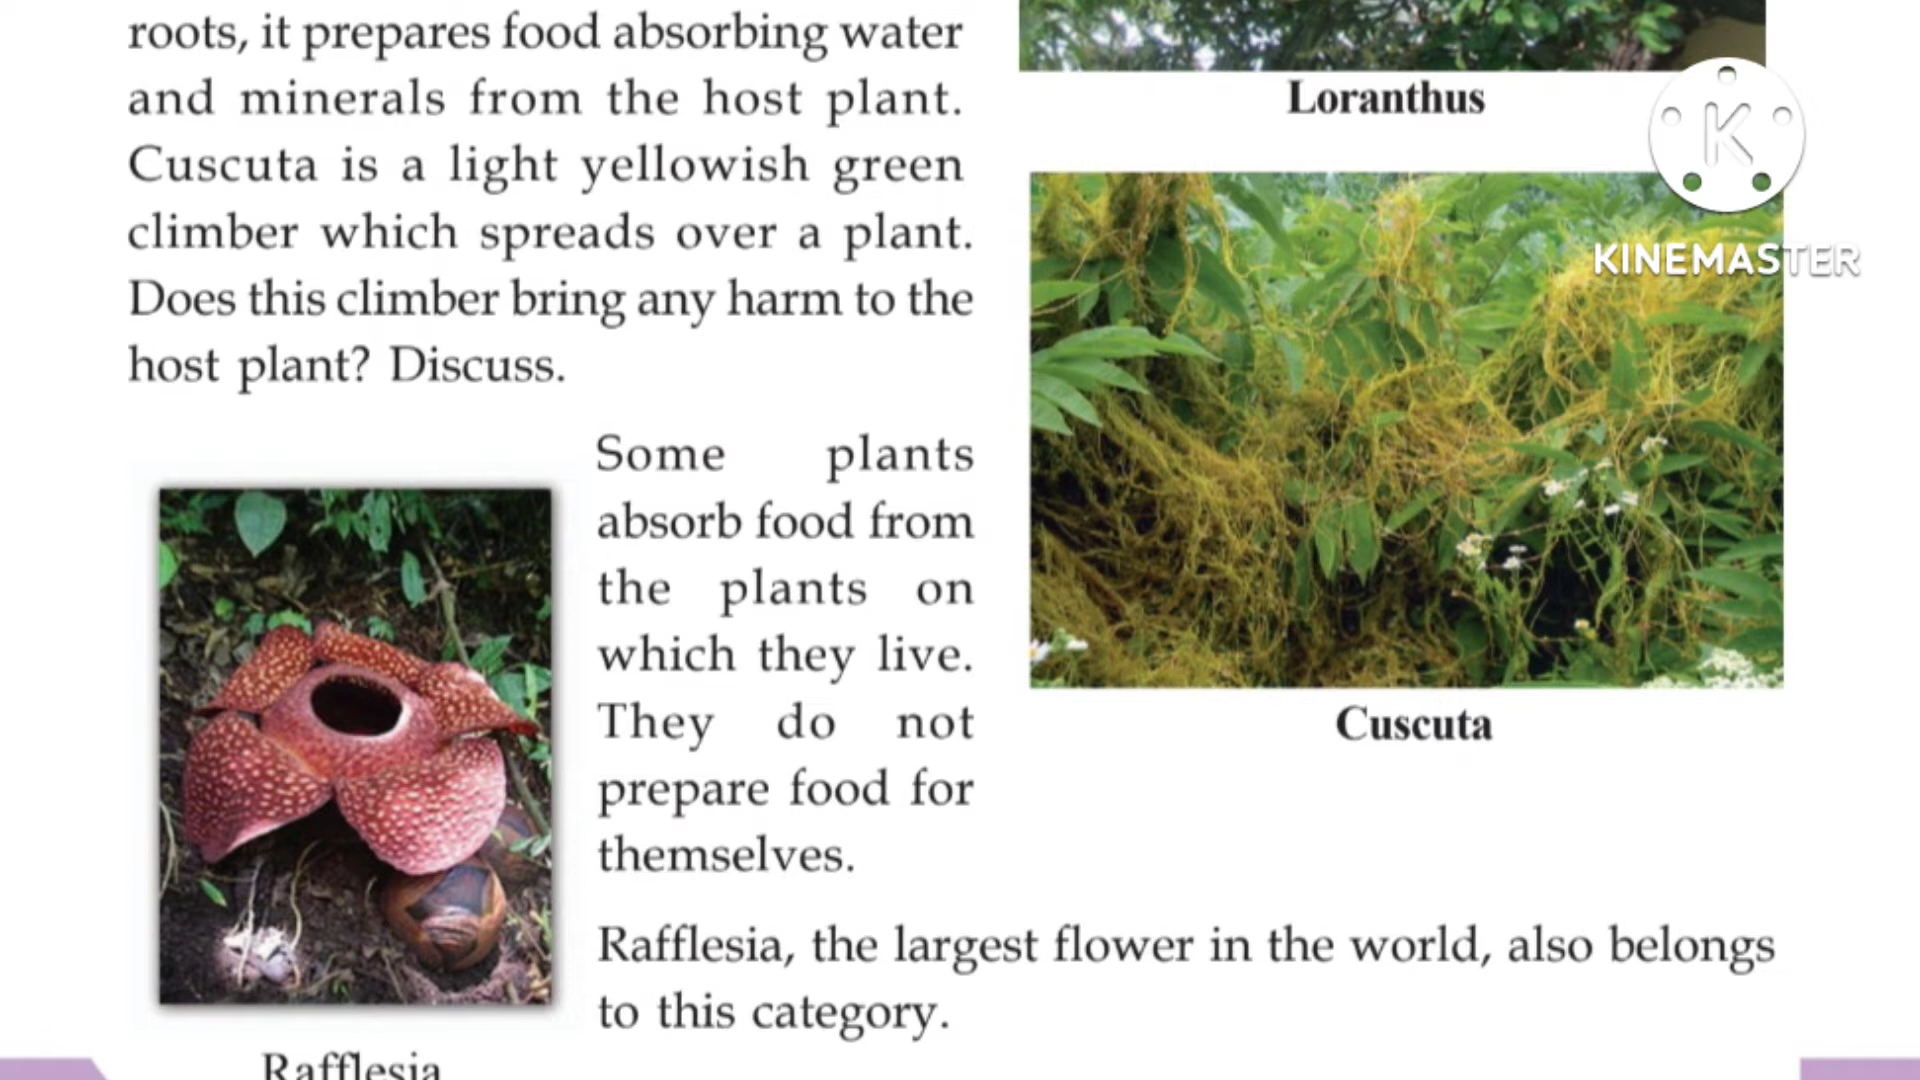 roots, it prepares food absorbing water
and minerals from the host plant.
Cuscuta is a light yellowish green
climber which spreads over a plant.
Does this climber bring any harm to the
host plant? Discuss.
Loranthus
K
KINEMASTER
Cuscuta
Some plants
absorb food from
the plants on
which they live.
They do not
prepare food for
themselves.
Rafflesia, the largest flower in the world, also belongs
to this category.
Rafflesia